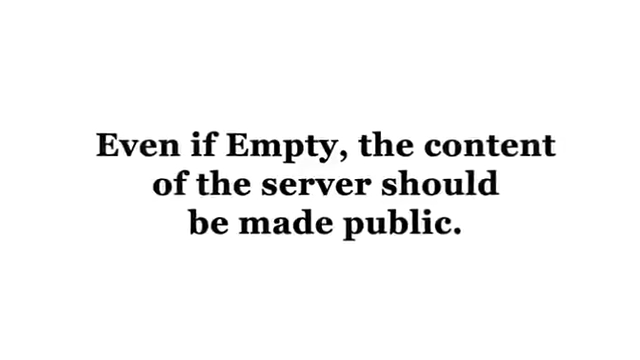 Even if Empty, the content
of the server should
be made public.